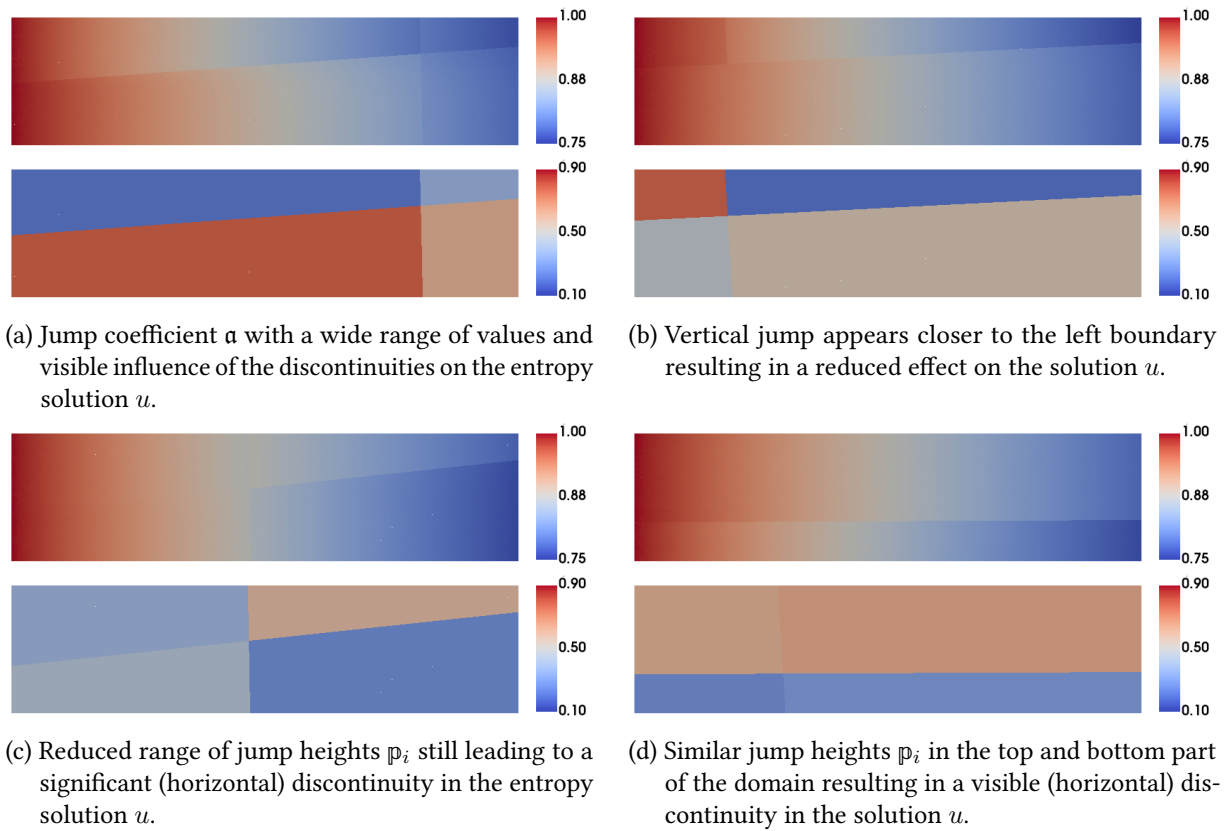 1.00 1.00
0.88 0.88
0.75 0.75
0.90 0.90
0.50 0.50
0.10 0.10
(a) Jump coefficient 𝔞 with a wide range of values and
visible influence of the discontinuities on the entropy
solution u.
(b) Vertical jump appears closer to the left boundary
resulting in a reduced effect on the solution u.
1.00 1.00
0.88 0.88
0.75 0.75
0.90 0.90
0.50 0.50
0.10 0.10
(c) Reduced range of jump heights 𝕡ᵢ still leading to a
significant (horizontal) discontinuity in the entropy
solution u.
(d) Similar jump heights 𝕡ᵢ in the top and bottom part
of the domain resulting in a visible (horizontal) dis-
continuity in the solution u.